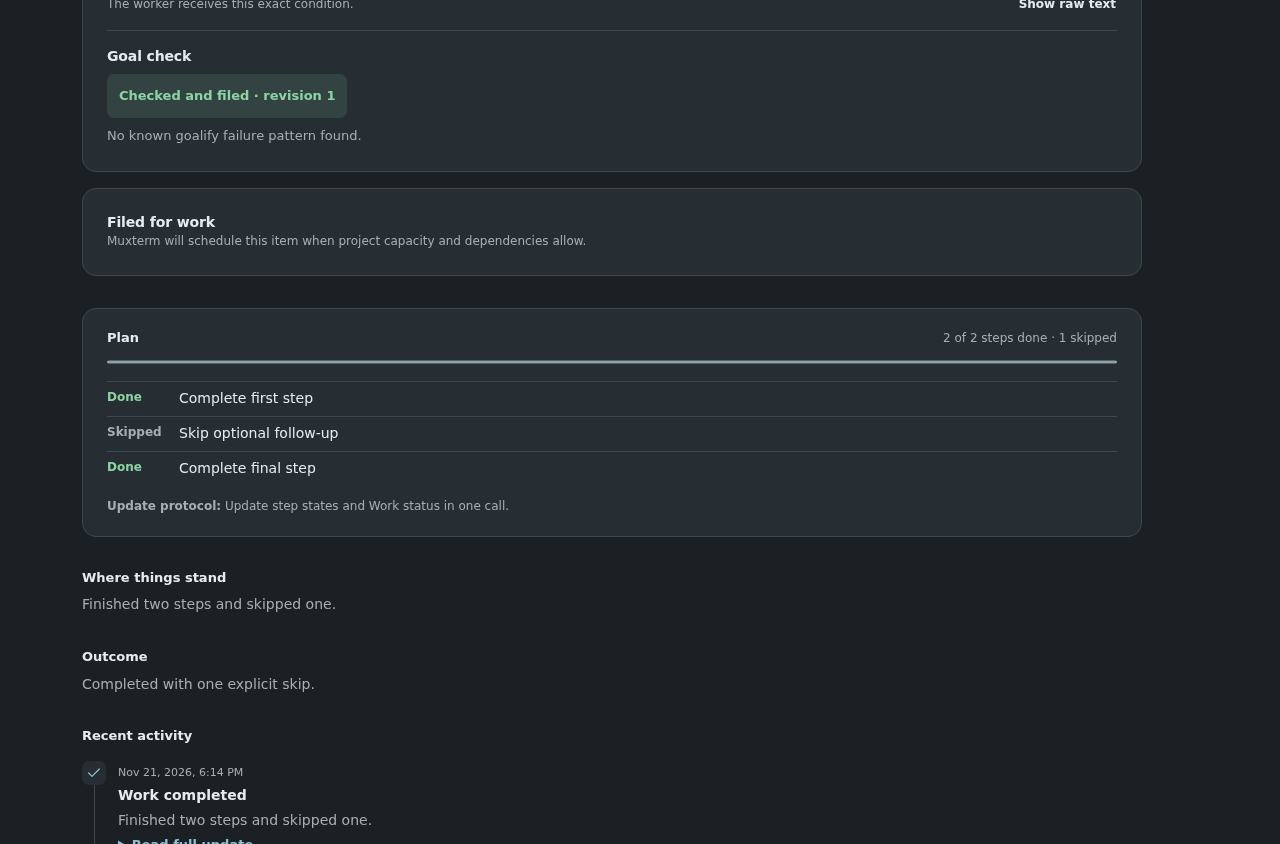 The worker receives this exact condition.
Show raw text
Goal check
Checked and filed · revision 1
No known goalify failure pattern found.
Filed for work
Muxterm will schedule this item when project capacity and dependencies allow.
Plan
2 of 2 steps done · 1 skipped
Done Complete first step
Skipped Skip optional follow-up
Done Complete final step
Update protocol: Update step states and Work status in one call.
Where things stand
Finished two steps and skipped one.
Outcome
Completed with one explicit skip.
Recent activity
Nov 21, 2026, 6:14 PM
Work completed
Finished two steps and skipped one.
Read full update